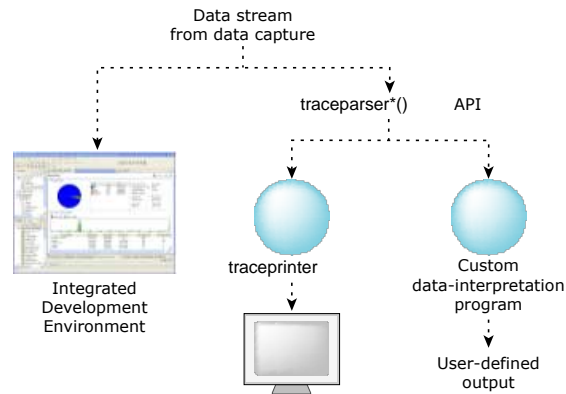 Data stream
from data capture
traceparser*() API
traceprinter
Integrated
Development
Environment
Custom
data-interpretation
program
User-defined
output